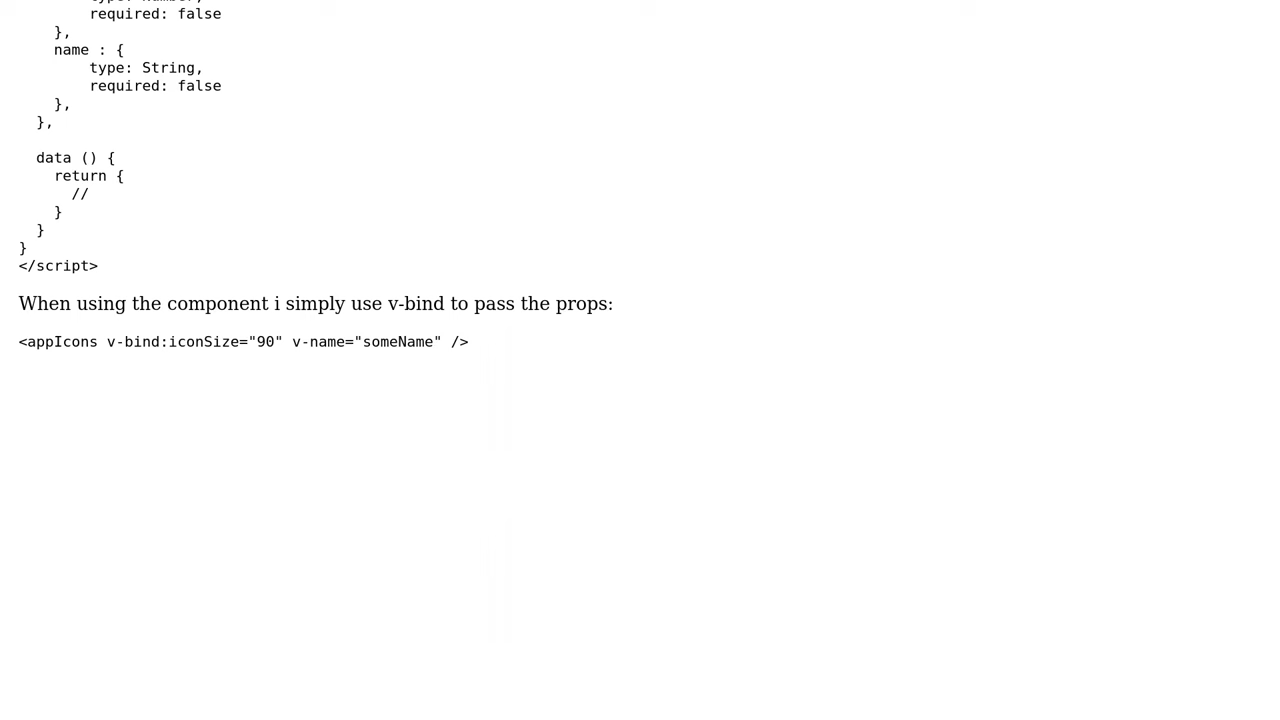 required: false
},
name : {
type: String,
required: false
},
},
data () {
return {
//
}
}
}
</script>
When using the component i simply use v-bind to pass the props:
<appIcons v-bind:iconSize="90" v-name="someName" />